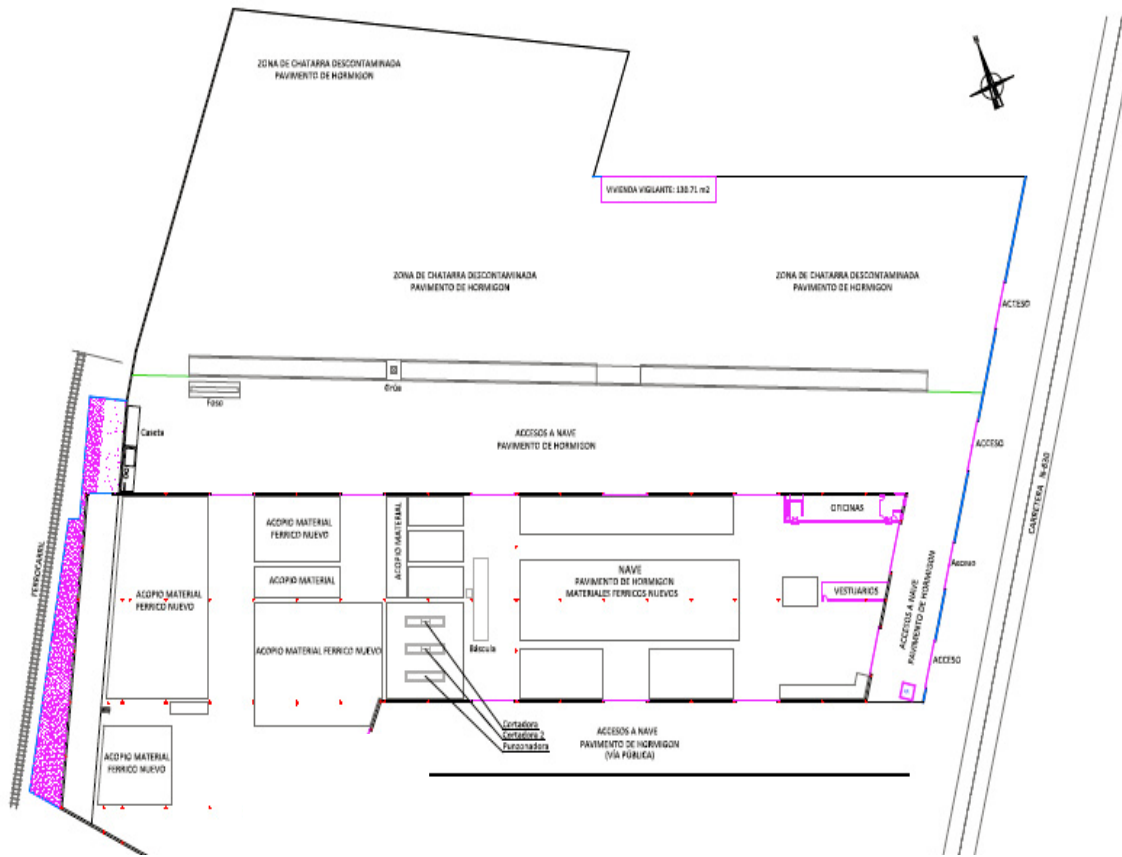 ZONA DE CHATARRA DESCONTAMINADA
PAVIMENTO DE HORMIGON
VIVIENDA VIGILANTE: 130.71 m2
ZONA DE CHATARRA DESCONTAMINADA
PAVIMENTO DE HORMIGON
ZONA DE CHATARRA DESCONTAMINADA
PAVIMENTO DE HORMIGON
ACCESO
Grúa
Foso
Caseta
ACCESOS A NAVE
PAVIMENTO DE HORMIGON
ACCESO
CARRETERA N-630
FERROCARRIL
ACOPIO MATERIAL
FERRICO NUEVO
ACOPIO MATERIAL
OFICINAS
ACOPIO MATERIAL
NAVE
PAVIMENTO DE HORMIGON
MATERIALES FERRICOS NUEVOS
Acceso
ACOPIO MATERIAL
FERRICO NUEVO
VESTUARIOS
ACCESOS A NAVE
PAVIMENTO DE HORMIGON
ACOPIO MATERIAL FERRICO NUEVO
Báscula
ACCESO
Cortadora
Cortadora 2
Punzonadora
ACCESOS A NAVE
PAVIMENTO DE HORMIGON
(VÍA PÚBLICA)
ACOPIO MATERIAL
FERRICO NUEVO